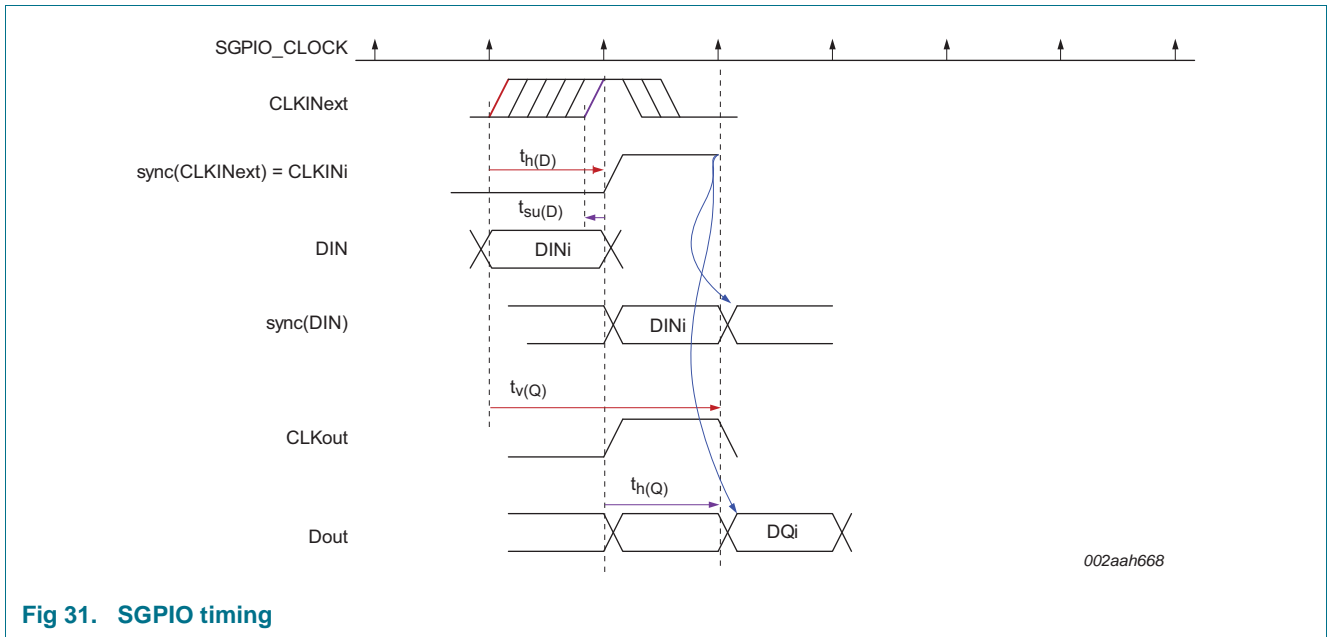 SGPIO_CLOCK
CLKINext
sync(CLKINext) = CLKINi
th(D)
tsu(D)
DIN
DINi
sync(DIN)
DINi
tv(Q)
CLKout
th(Q)
Dout
DQi
002aah668
Fig 31. SGPIO timing